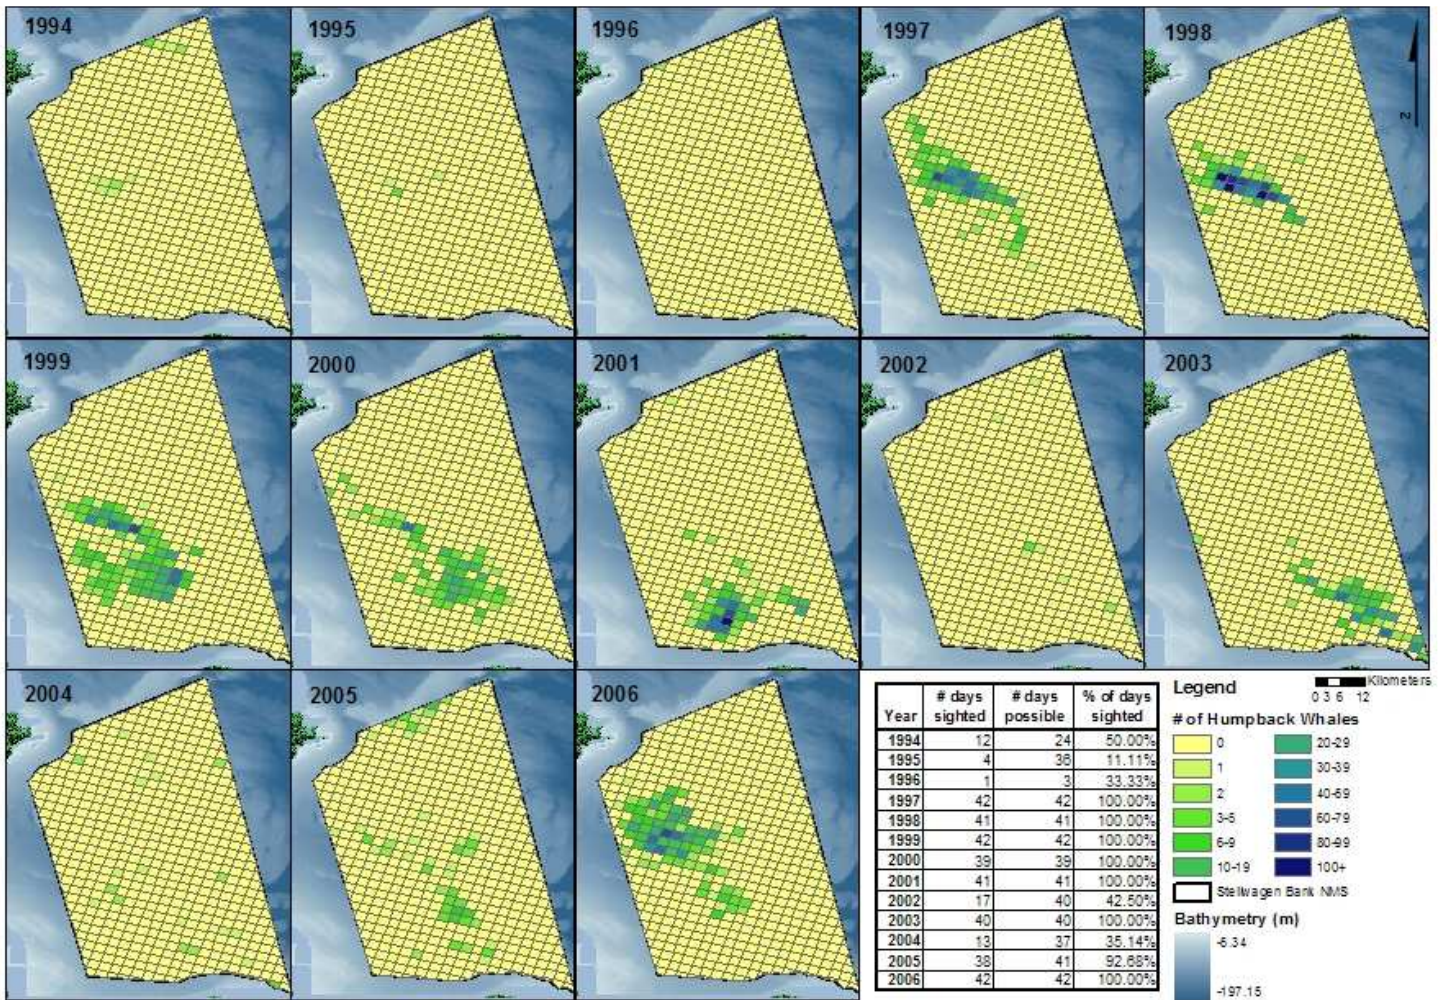 1994
1995
1996
1997
1998
N
1999
2000
2001
2002
2003
2004
2005
2006
Year # days sighted # days possible % of days sighted
1994 12 24 50.00%
1995 4 36 11.11%
1996 1 3 33.33%
1997 42 42 100.00%
1998 41 41 100.00%
1999 42 42 100.00%
2000 39 39 100.00%
2001 41 41 100.00%
2002 17 40 42.50%
2003 40 40 100.00%
2004 13 37 35.14%
2005 38 41 92.68%
2006 42 42 100.00%
Legend
Kilometers
0 3 6 12
# of Humpback Whales
0 20-29
1 30-39
2 40-69
3-5 60-79
6-9 80-99
10-19 100+
Stellwagen Bank NMS
Bathymetry (m)
-6.34
-197.15